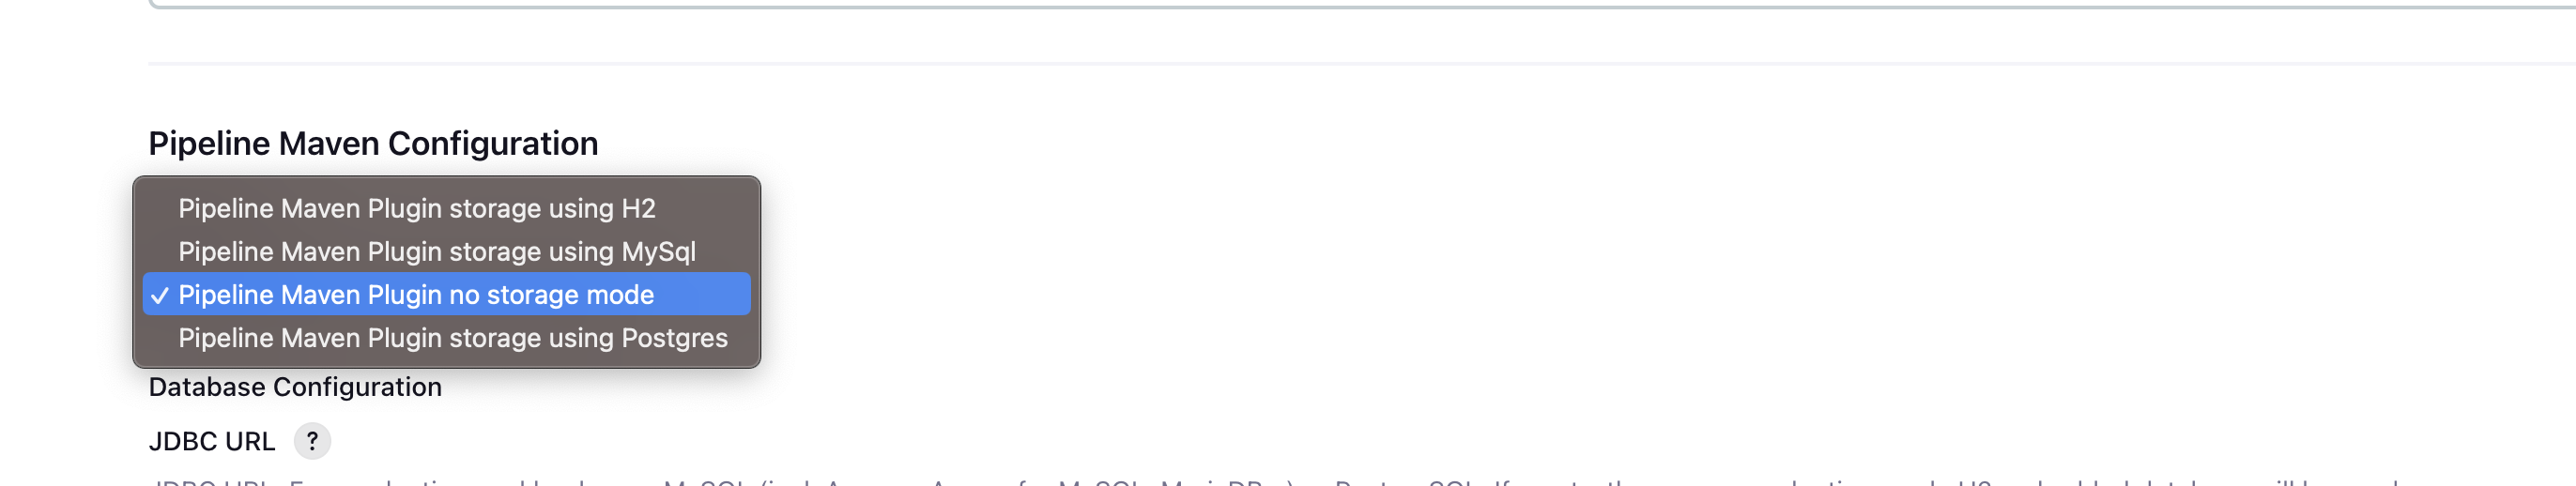 Pipeline Maven Configuration
Pipeline Maven Plugin storage using H2
Pipeline Maven Plugin storage using MySql
✓ Pipeline Maven Plugin no storage mode
Pipeline Maven Plugin storage using Postgres
Database Configuration
JDBC URL ?